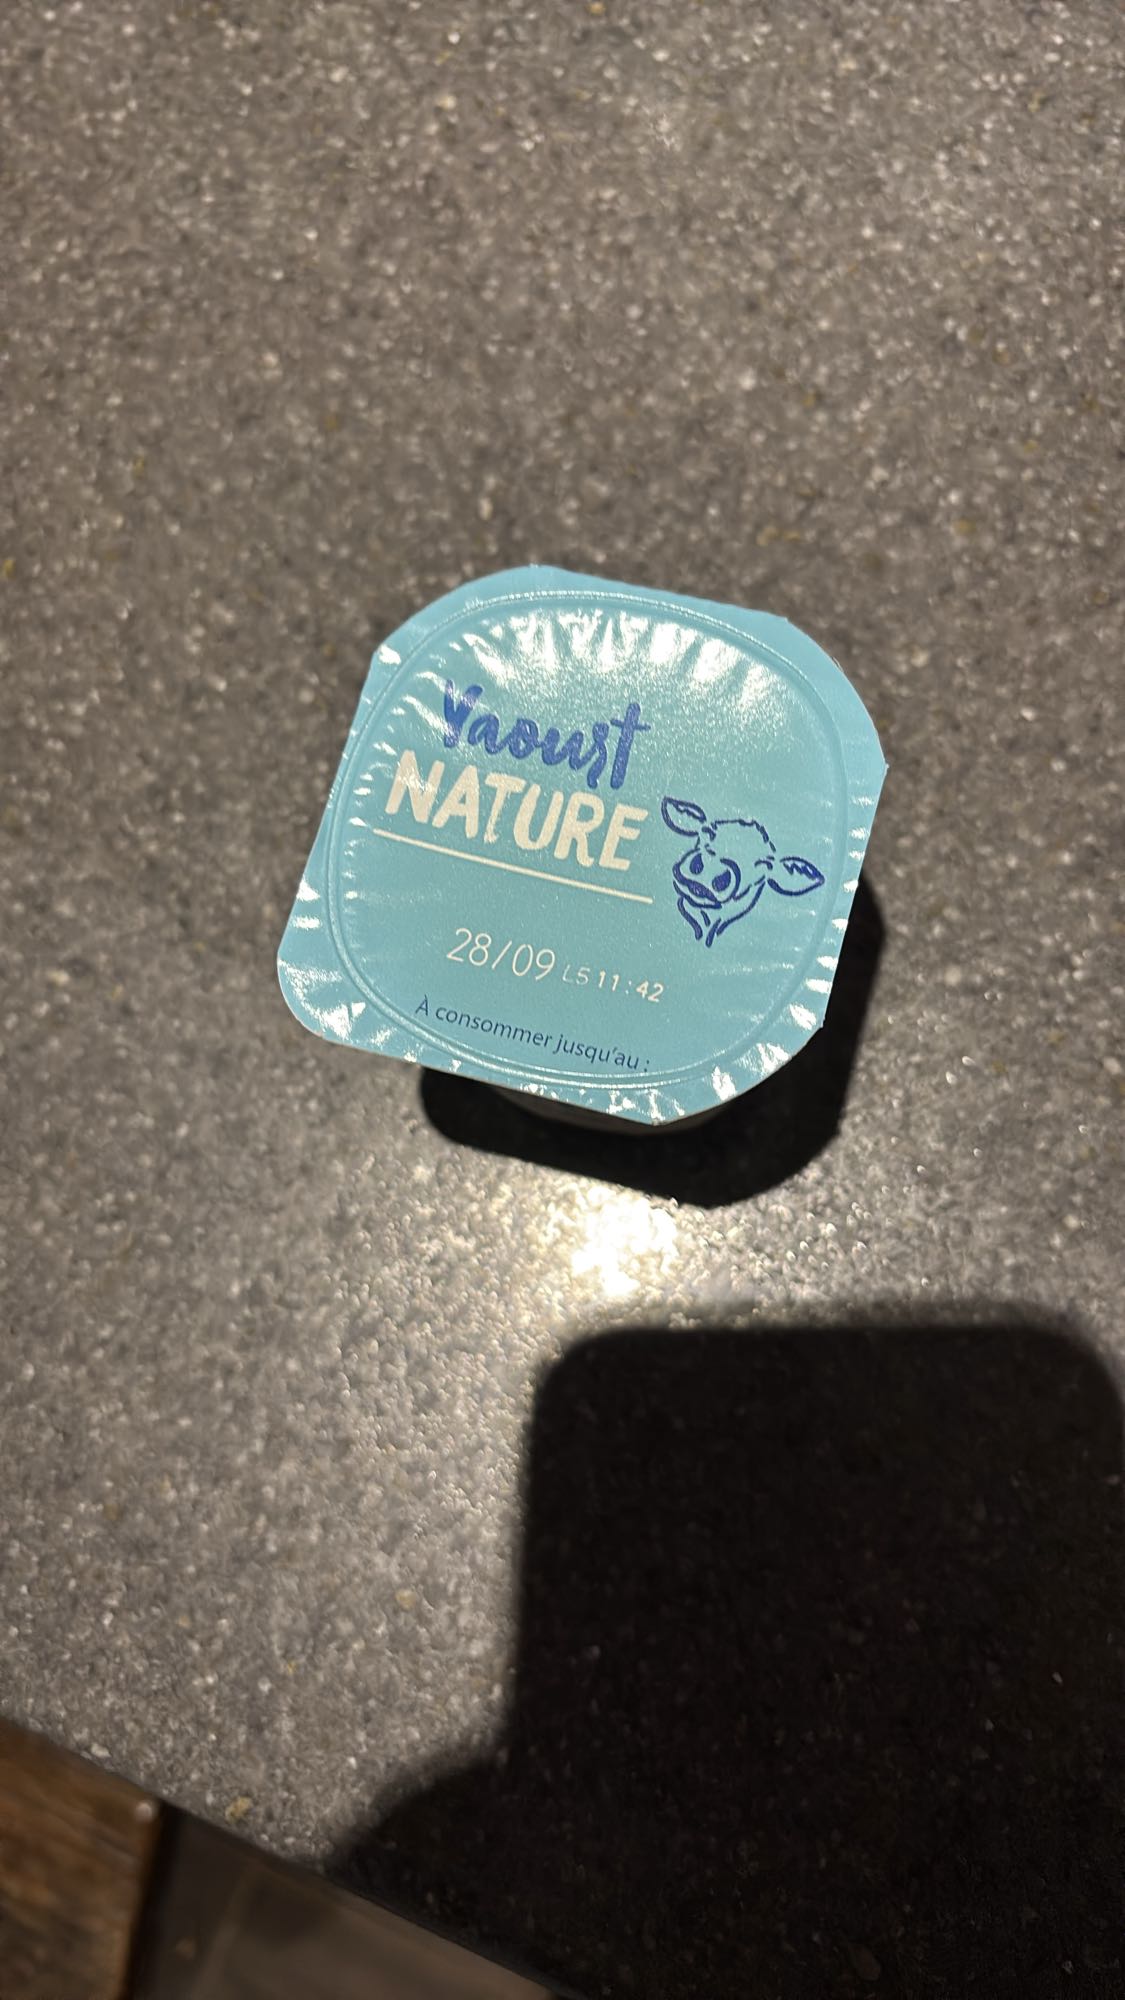 Yaourt
NATURE
28/09 L5 11:42
À consommer jusqu'au :